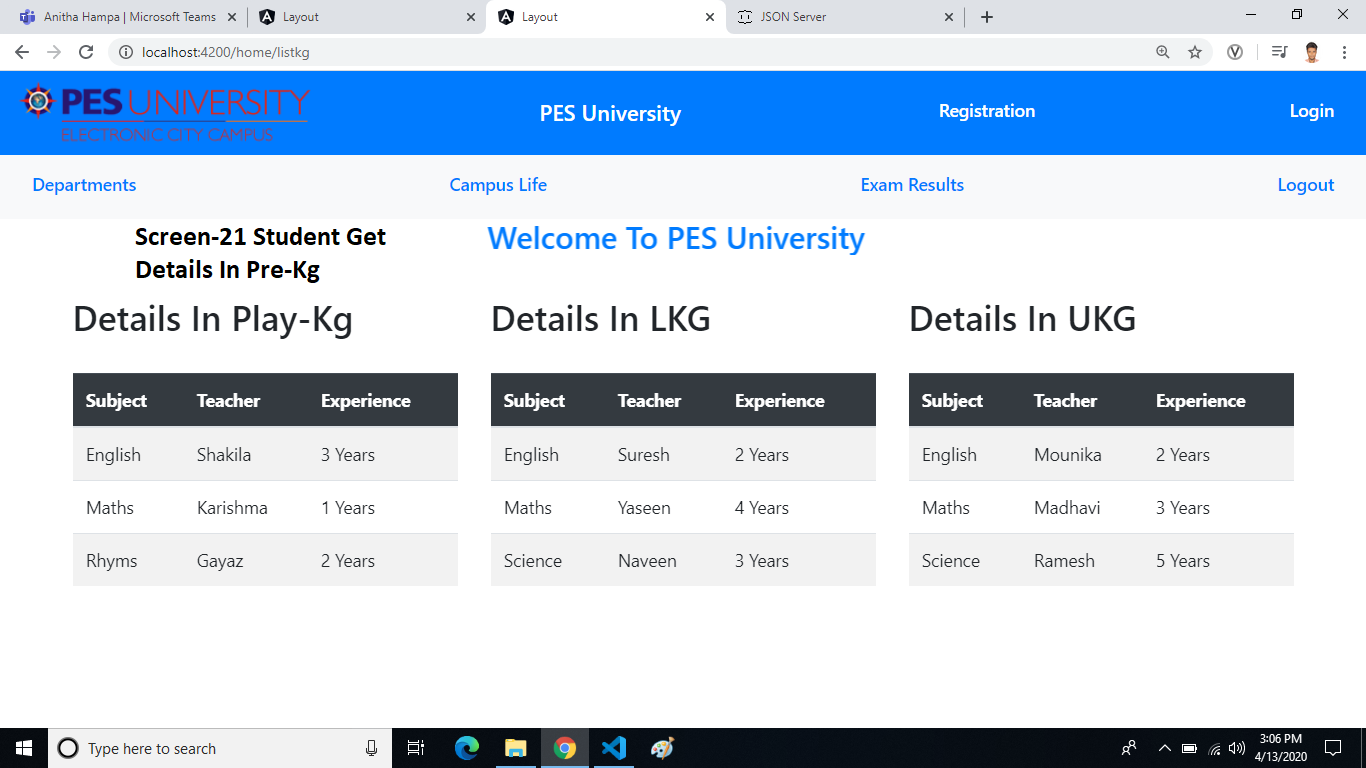 Anitha Hampa | Microsoft Teams
Layout
Layout
JSON Server
localhost:4200/home/listkg
PES UNIVERSITY
ELECTRONIC CITY CAMPUS
PES University
Registration
Login
Departments
Campus Life
Exam Results
Logout
Screen-21 Student Get
Details In Pre-Kg
Welcome To PES University
Details In Play-Kg
Subject Teacher Experience
English Shakila 3 Years
Maths Karishma 1 Years
Rhyms Gayaz 2 Years
Details In LKG
Subject Teacher Experience
English Suresh 2 Years
Maths Yaseen 4 Years
Science Naveen 3 Years
Details In UKG
Subject Teacher Experience
English Mounika 2 Years
Maths Madhavi 3 Years
Science Ramesh 5 Years
Type here to search
3:06 PM
4/13/2020